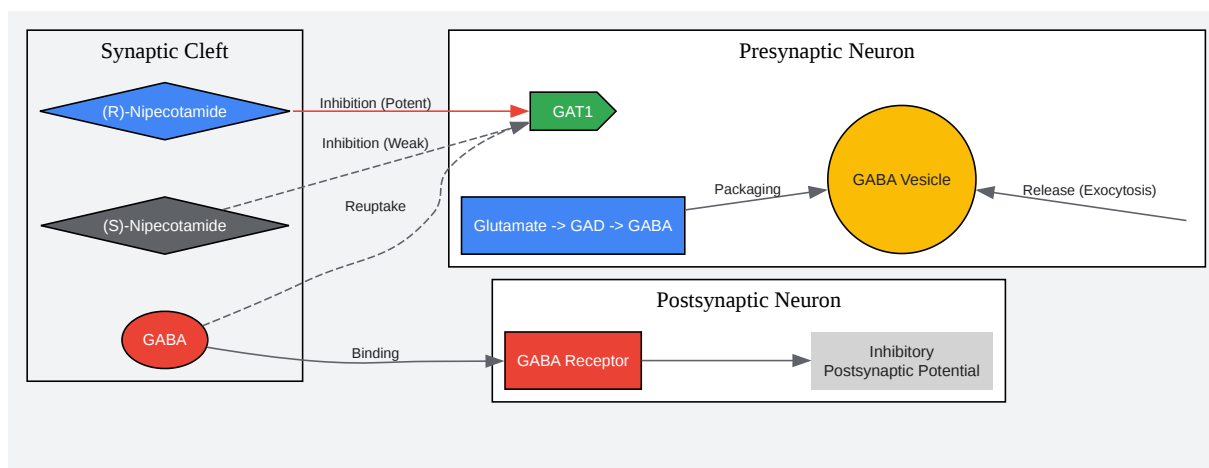 Synaptic Cleft
(R)-Nipecotamide
(S)-Nipecotamide
GABA
Inhibition (Potent)
Inhibition (Weak)
Reuptake
Binding
Presynaptic Neuron
GAT1
Glutamate -> GAD -> GABA
Packaging
GABA Vesicle
Release (Exocytosis)
Postsynaptic Neuron
GABA Receptor
Inhibitory
Postsynaptic Potential